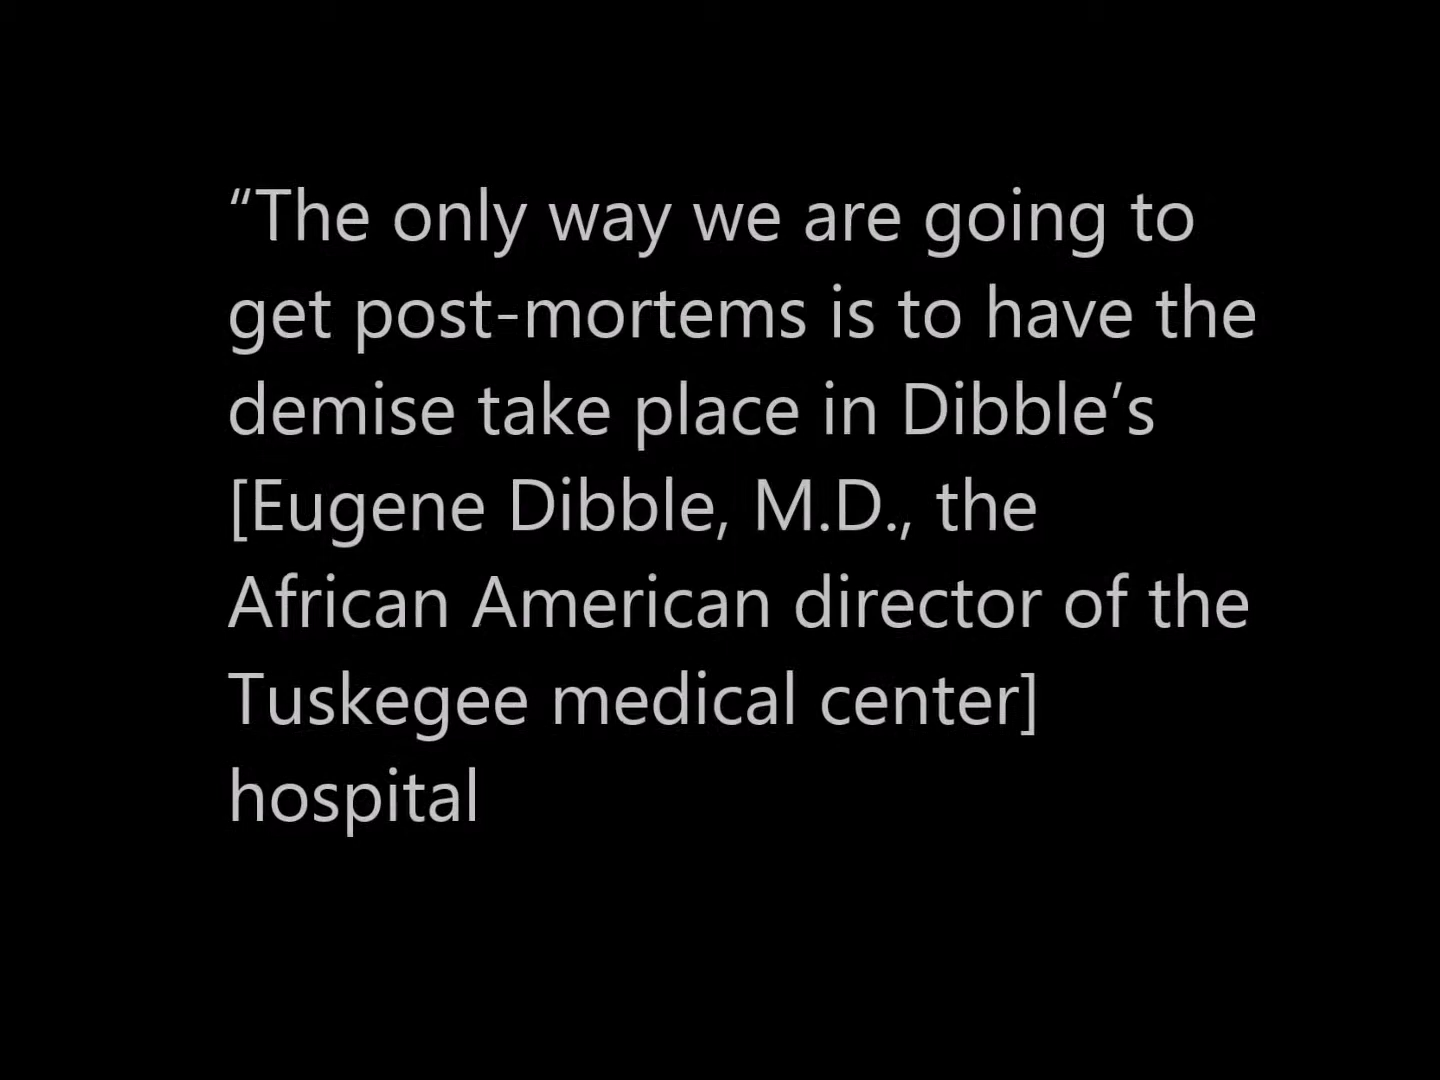 “The only way we are going to
get post-mortems is to have the
demise take place in Dibble’s
[Eugene Dibble, M.D., the
African American director of the
Tuskegee medical center]
hospital